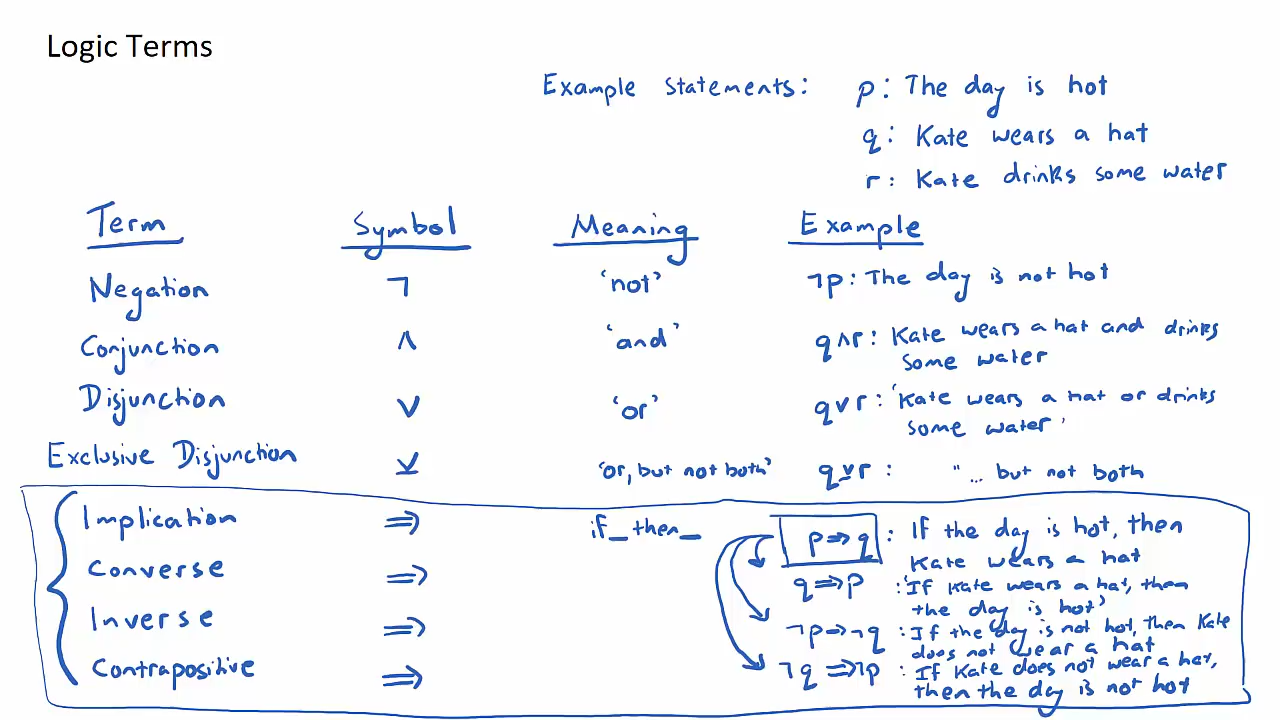 Logic Terms
Example statements: p: The day is hot
q: Kate wears a hat
r: Kate drinks some water
Term Symbol Meaning Example
Negation ¬ 'not' ¬p: The day is not hot
Conjunction ∧ 'and' q∧r: Kate wears a hat and drinks
some water
Disjunction ∨ 'or' q∨r: 'Kate wears a hat or drinks
some water'
Exclusive Disjunction ⊻ 'or, but not both' q⊻r: "... but not both
Implication ⇒ if _ then _ p⇒q : If the day is hot, then
Kate wears a hat
Converse ⇒ q⇒p : 'If Kate wears a hat, then
the day is hot'
Inverse ⇒ ¬p⇒¬q : If the day is not hot, then Kate
does not wear a hat
Contrapositive ⇒ ¬q⇒¬p : If Kate does not wear a hat,
then the day is not hot